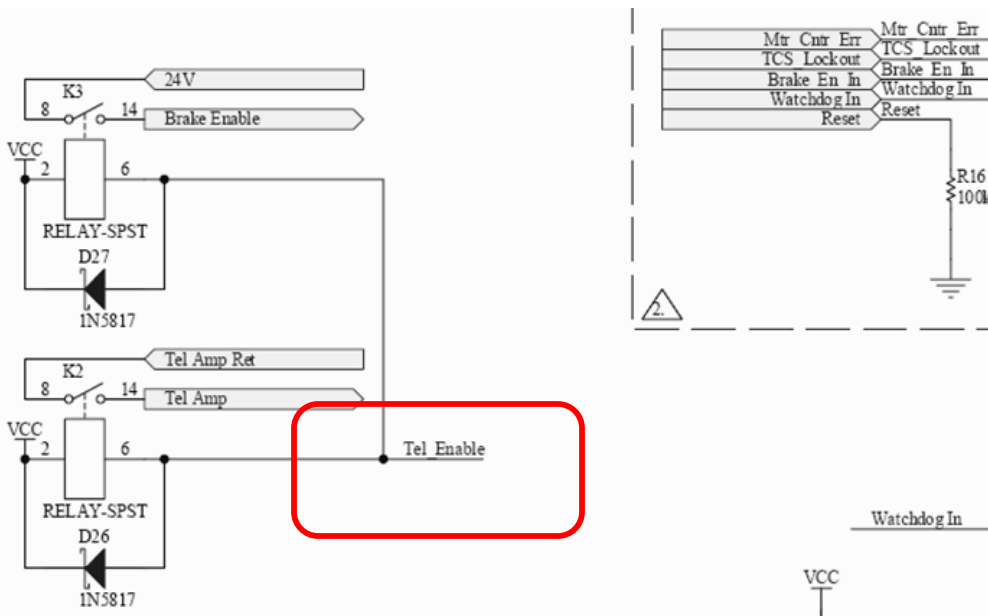 24V
K3
8
14
Brake Enable
VCC
2
6
RELAY-SPST
D27
1N5817
Tel Amp Ret
K2
8
14
Tel Amp
VCC
2
6
Tel_Enable
RELAY-SPST
D26
1N5817
Mtr_Cntr_Err
Mtr_Cntr_Err
TCS_Lockout
TCS_Lockout
Brake_En_In
Brake_En_In
Watchdog In
Watchdog In
Reset
Reset
R16
2.
Watchdog In
VCC